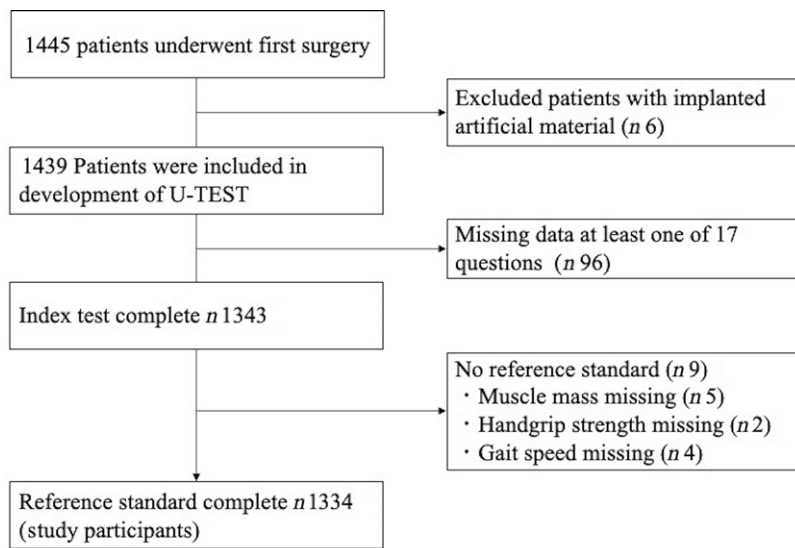 1445 patients underwent first surgery
Excluded patients with implanted
artificial material (n 6)
1439 Patients were included in
development of U-TEST
Missing data at least one of 17
questions (n 96)
Index test complete n 1343
No reference standard (n 9)
・Muscle mass missing (n 5)
・Handgrip strength missing (n 2)
・Gait speed missing (n 4)
Reference standard complete n 1334
(study participants)